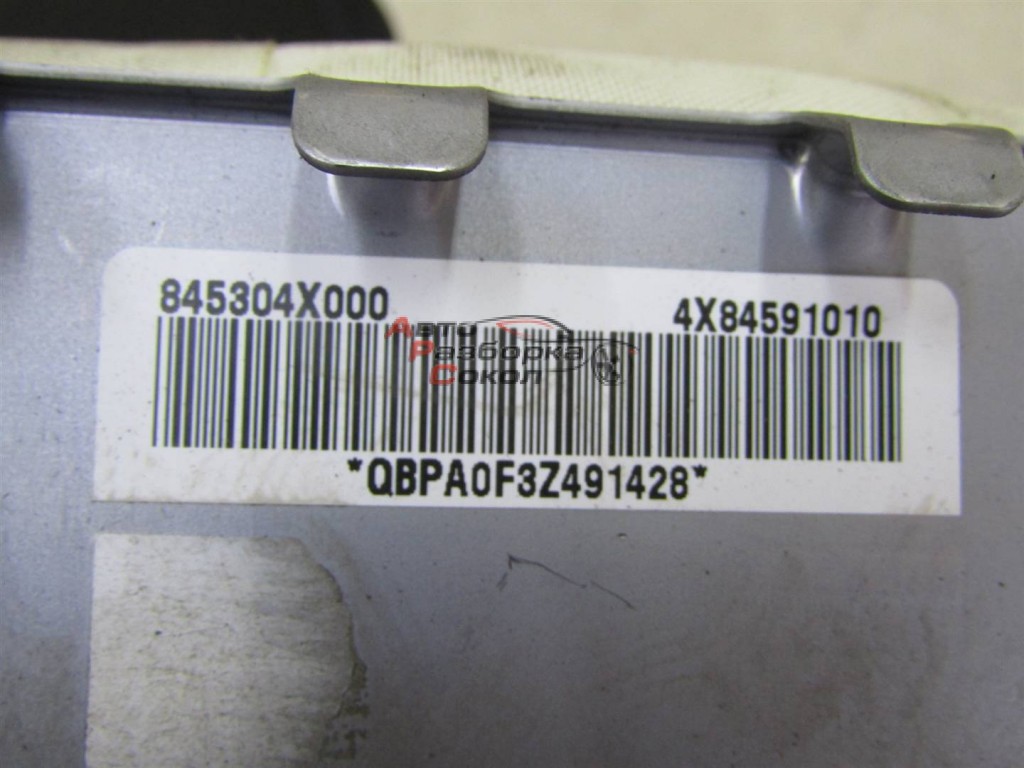 845304X000
4X84591010
Авто
Разборка
Сокол
*QBPA0F3Z491428*